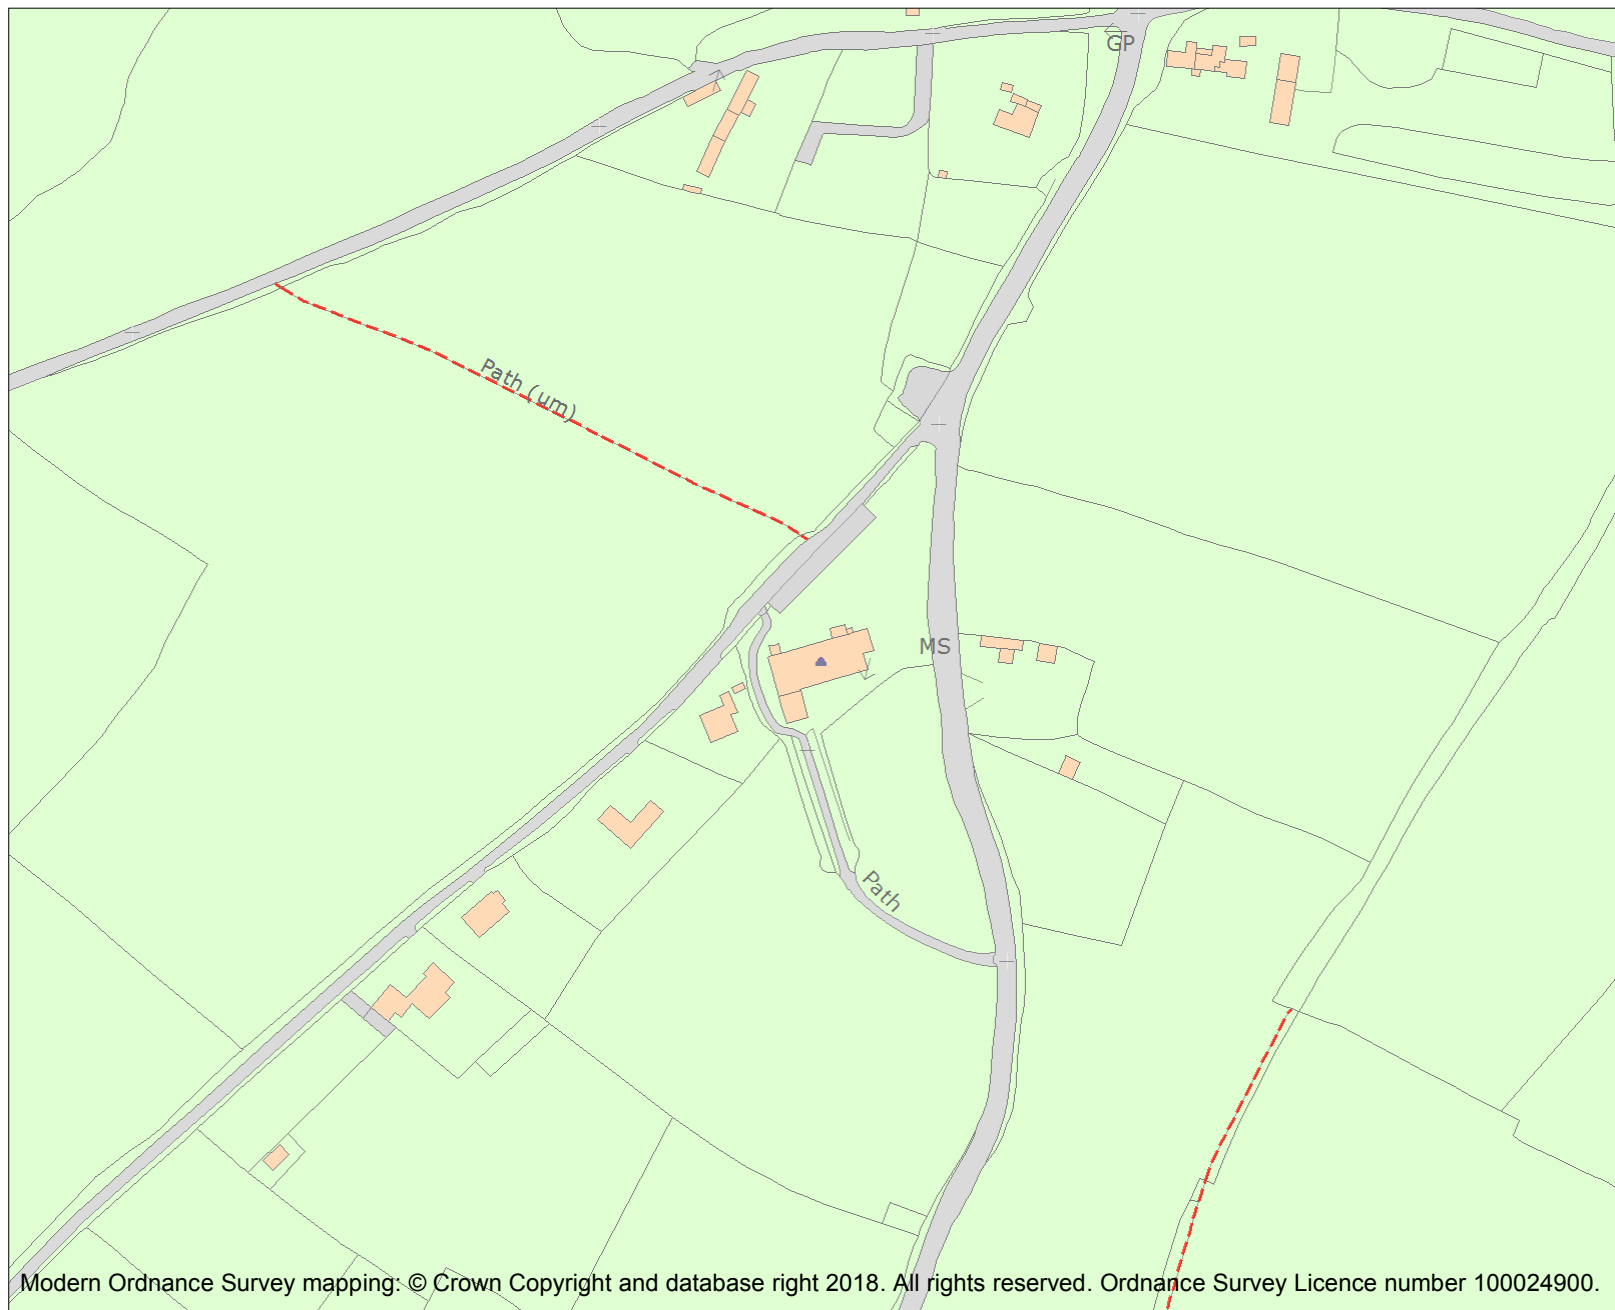 GP
Path (um)
MS
Path
Modern Ordnance Survey mapping: © Crown Copyright and database right 2018. All rights reserved. Ordnance Survey Licence number 100024900.